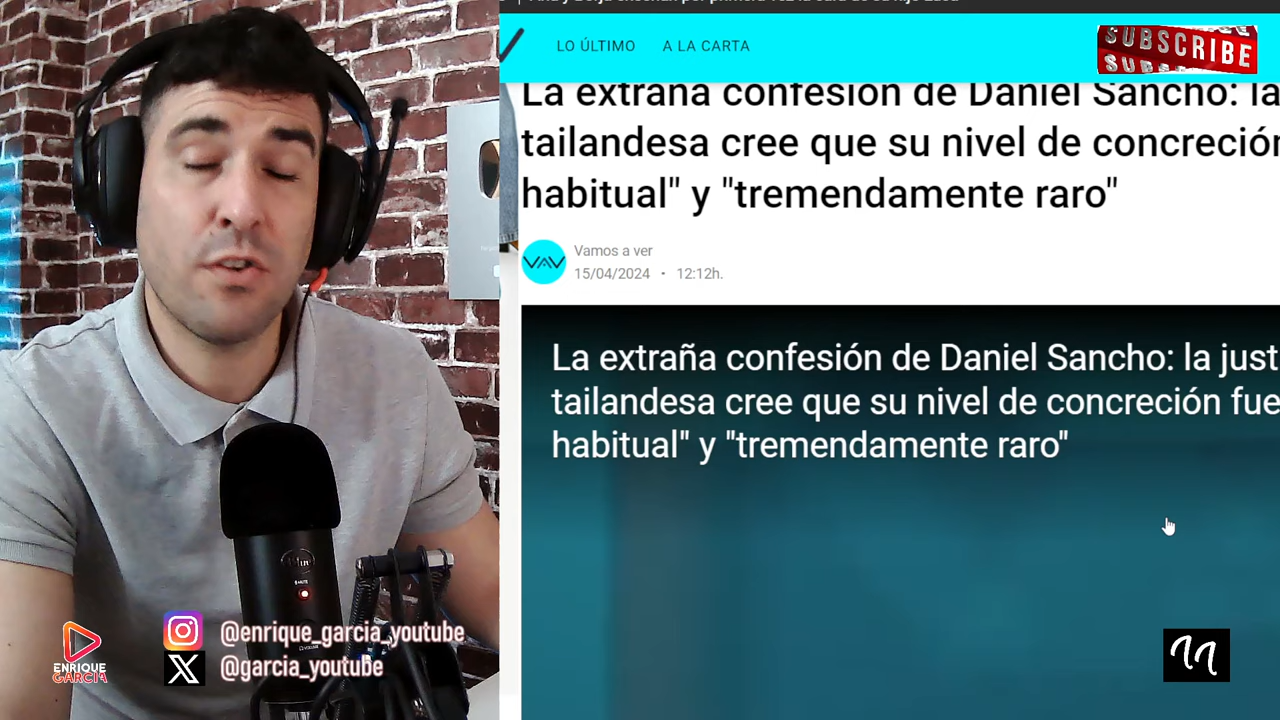 LO ÚLTIMO A LA CARTA
SUBSCRIBE
La extraña confesión de Daniel Sancho: la
tailandesa cree que su nivel de concreción
habitual" y "tremendamente raro"
VAV
Vamos a ver
15/04/2024 • 12:12h.
La extraña confesión de Daniel Sancho: la just
tailandesa cree que su nivel de concreción fue
habitual" y "tremendamente raro"
@enrique_garcia_youtube
@garcia_youtube
ENRIQUE
GARCIA